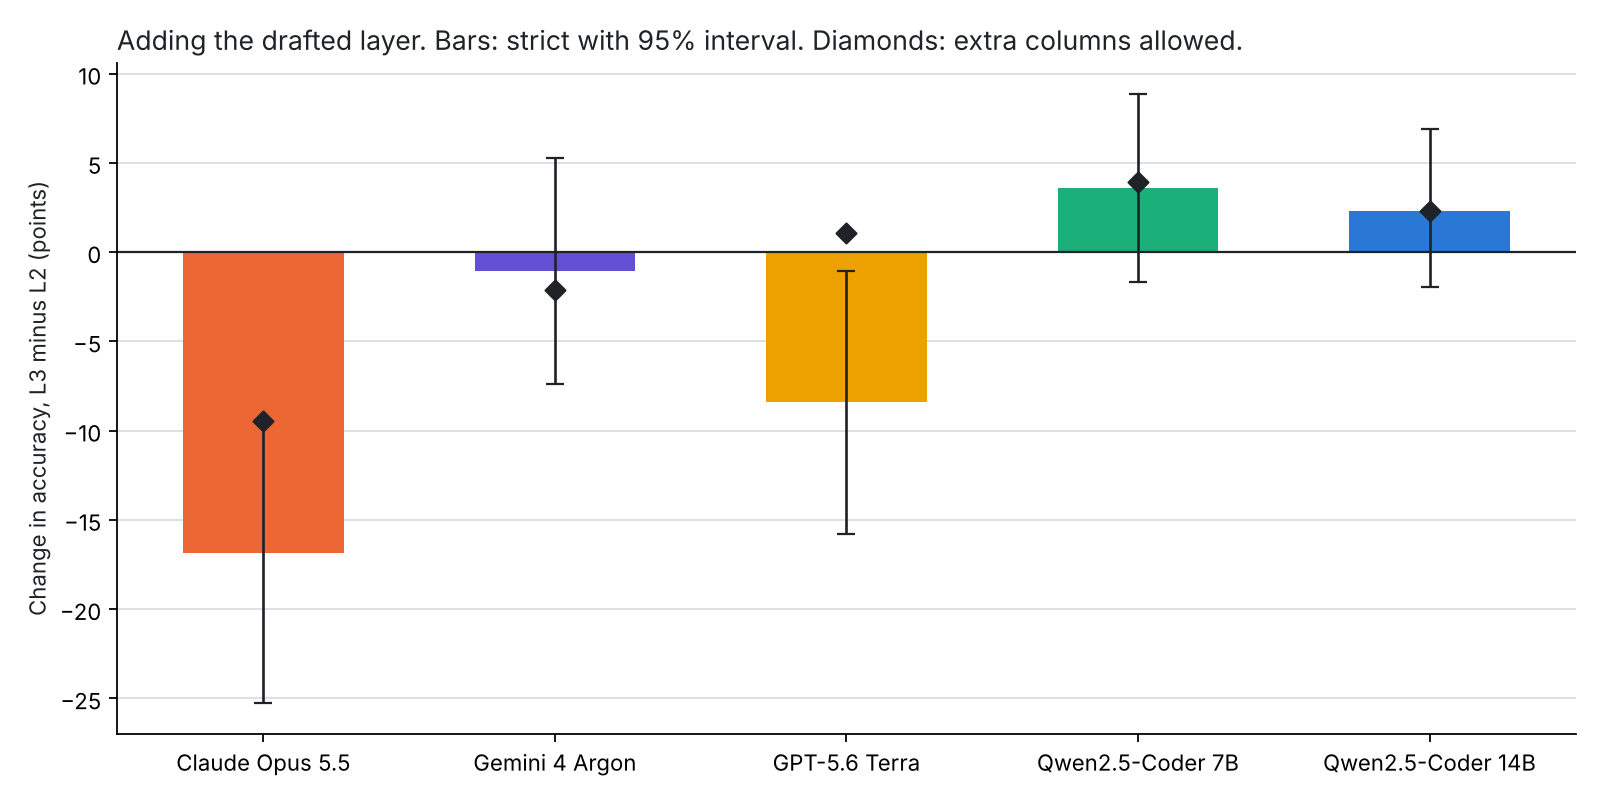 Adding the drafted layer. Bars: strict with 95% interval. Diamonds: extra columns allowed.
Change in accuracy, L3 minus L2 (points)
10
5
0
−5
−10
−15
−20
−25
Claude Opus 5.5
Gemini 4 Argon
GPT-5.6 Terra
Qwen2.5-Coder 7B
Qwen2.5-Coder 14B